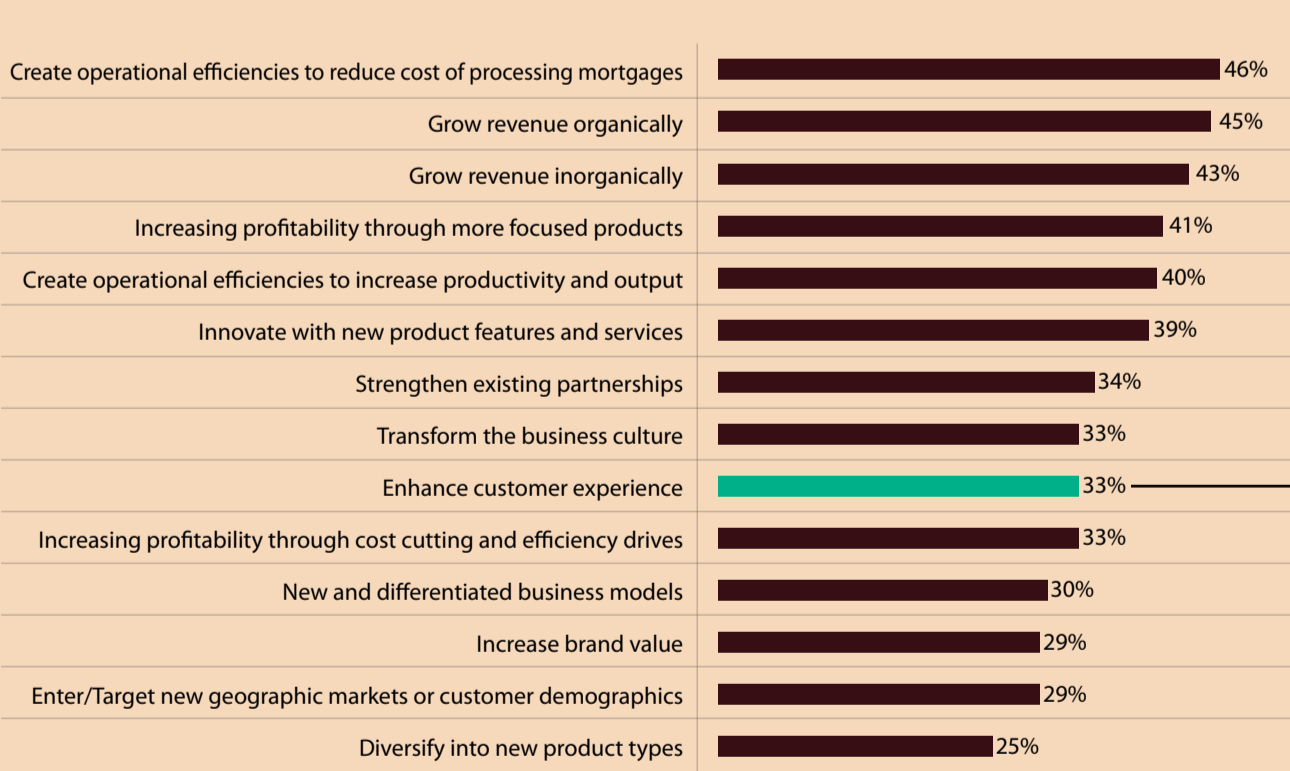 Create operational efficiencies to reduce cost of processing mortgages 46%
Grow revenue organically 45%
Grow revenue inorganically 43%
Increasing profitability through more focused products 41%
Create operational efficiencies to increase productivity and output 40%
Innovate with new product features and services 39%
Strengthen existing partnerships 34%
Transform the business culture 33%
Enhance customer experience 33%
Increasing profitability through cost cutting and efficiency drives 33%
New and differentiated business models 30%
Increase brand value 29%
Enter/Target new geographic markets or customer demographics 29%
Diversify into new product types 25%